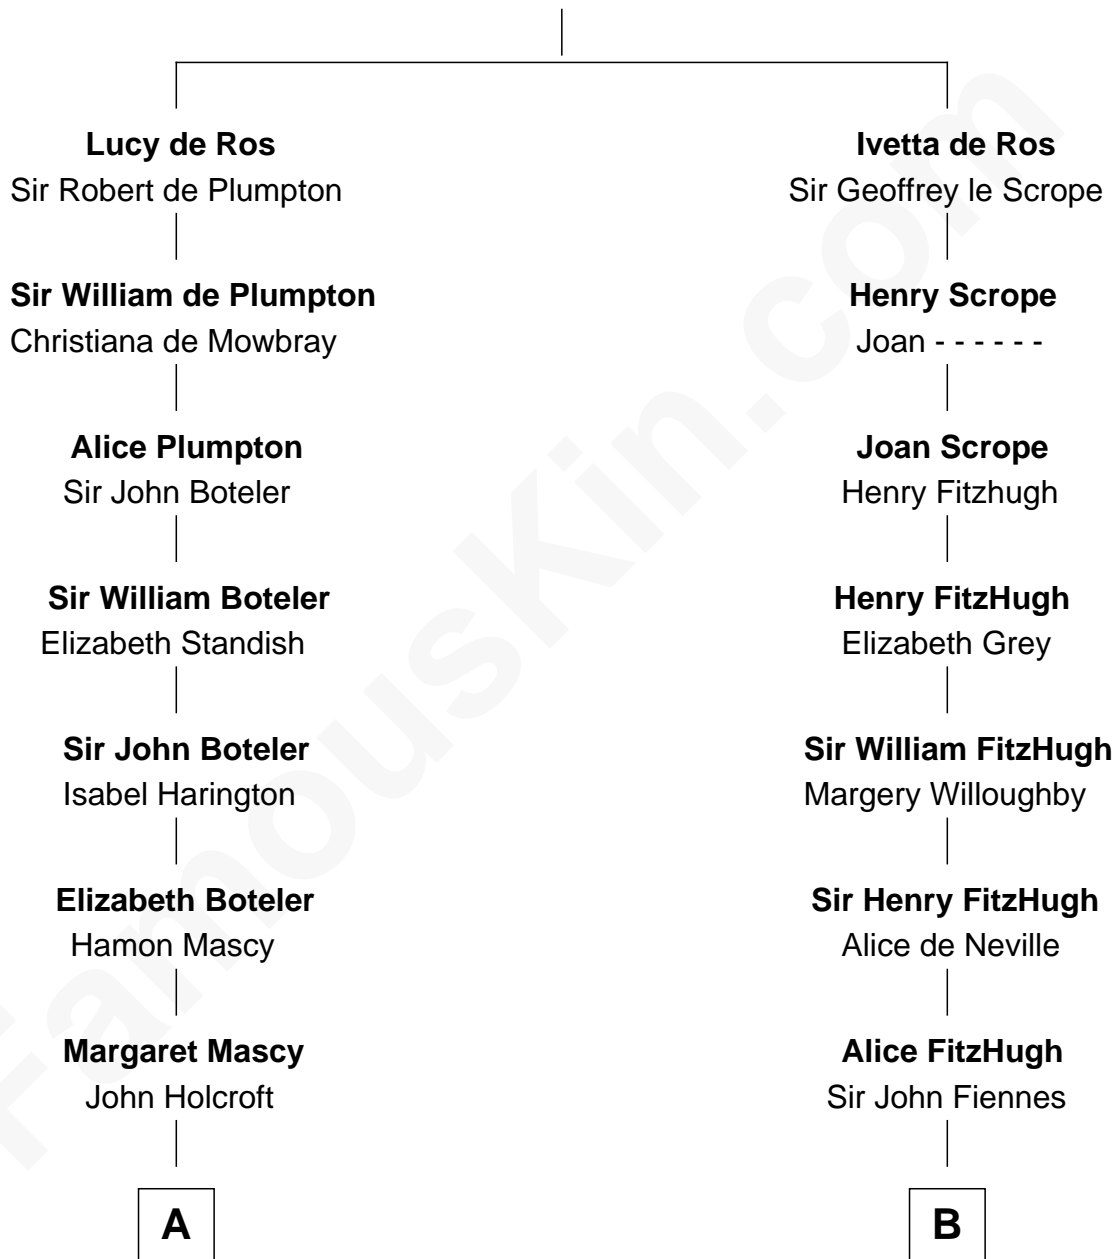 Lucy de Ros
Sir Robert de Plumpton
Sir William de Plumpton
Christiana de Mowbray
Alice Plumpton
Sir John Boteler
Sir William Boteler
Elizabeth Standish
Sir John Boteler
Isabel Harington
Elizabeth Boteler
Hamon Mascy
Margaret Mascy
John Holcroft
A
Ivetta de Ros
Sir Geoffrey le Scrope
Henry Scrope
Joan - - - - - -
Joan Scrope
Henry Fitzhugh
Henry FitzHugh
Elizabeth Grey
Sir William FitzHugh
Margery Willoughby
Sir Henry FitzHugh
Alice de Neville
Alice FitzHugh
Sir John Fiennes
B
FamousKin.com